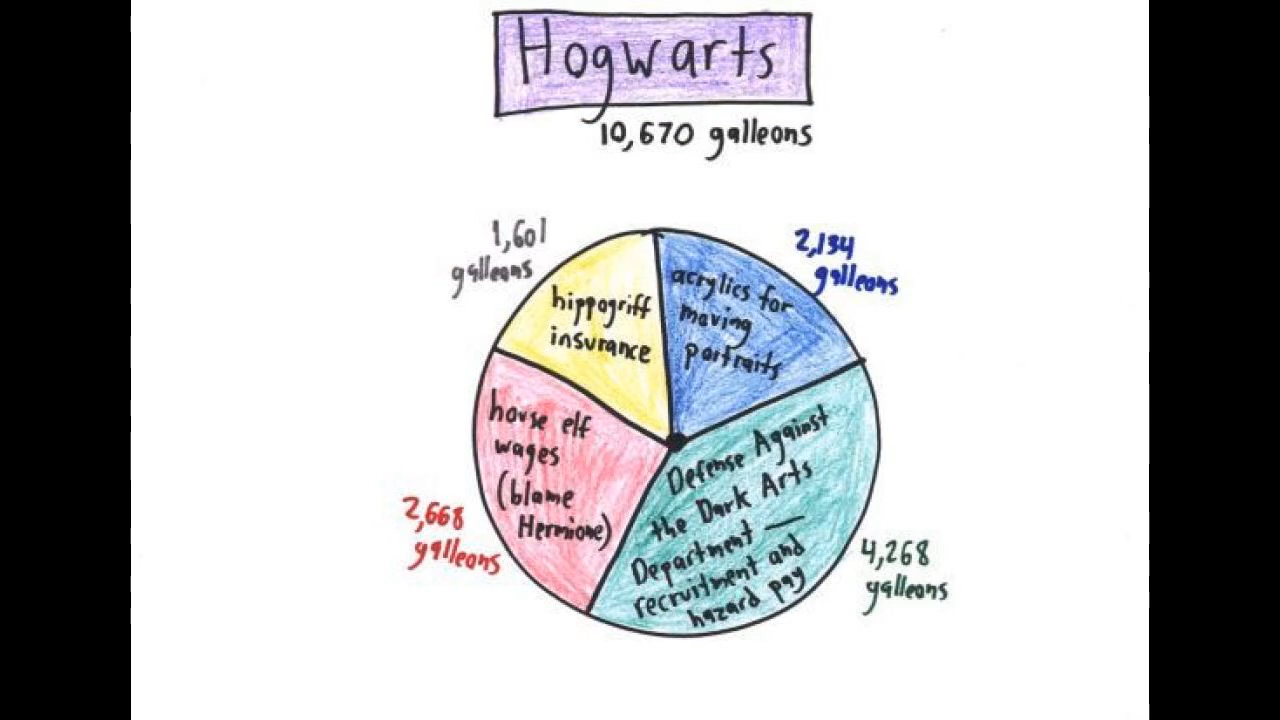 Hogwarts
10,670 galleons
1,601
galleons
2,134
galleons
hippogriff
insurance
acrylics for
moving
portraits
house elf
wages
(blame
Hermione)
Defense Against
the Dark Arts
Department —
recruitment and
hazard pay
2,668
galleons
4,268
galleons